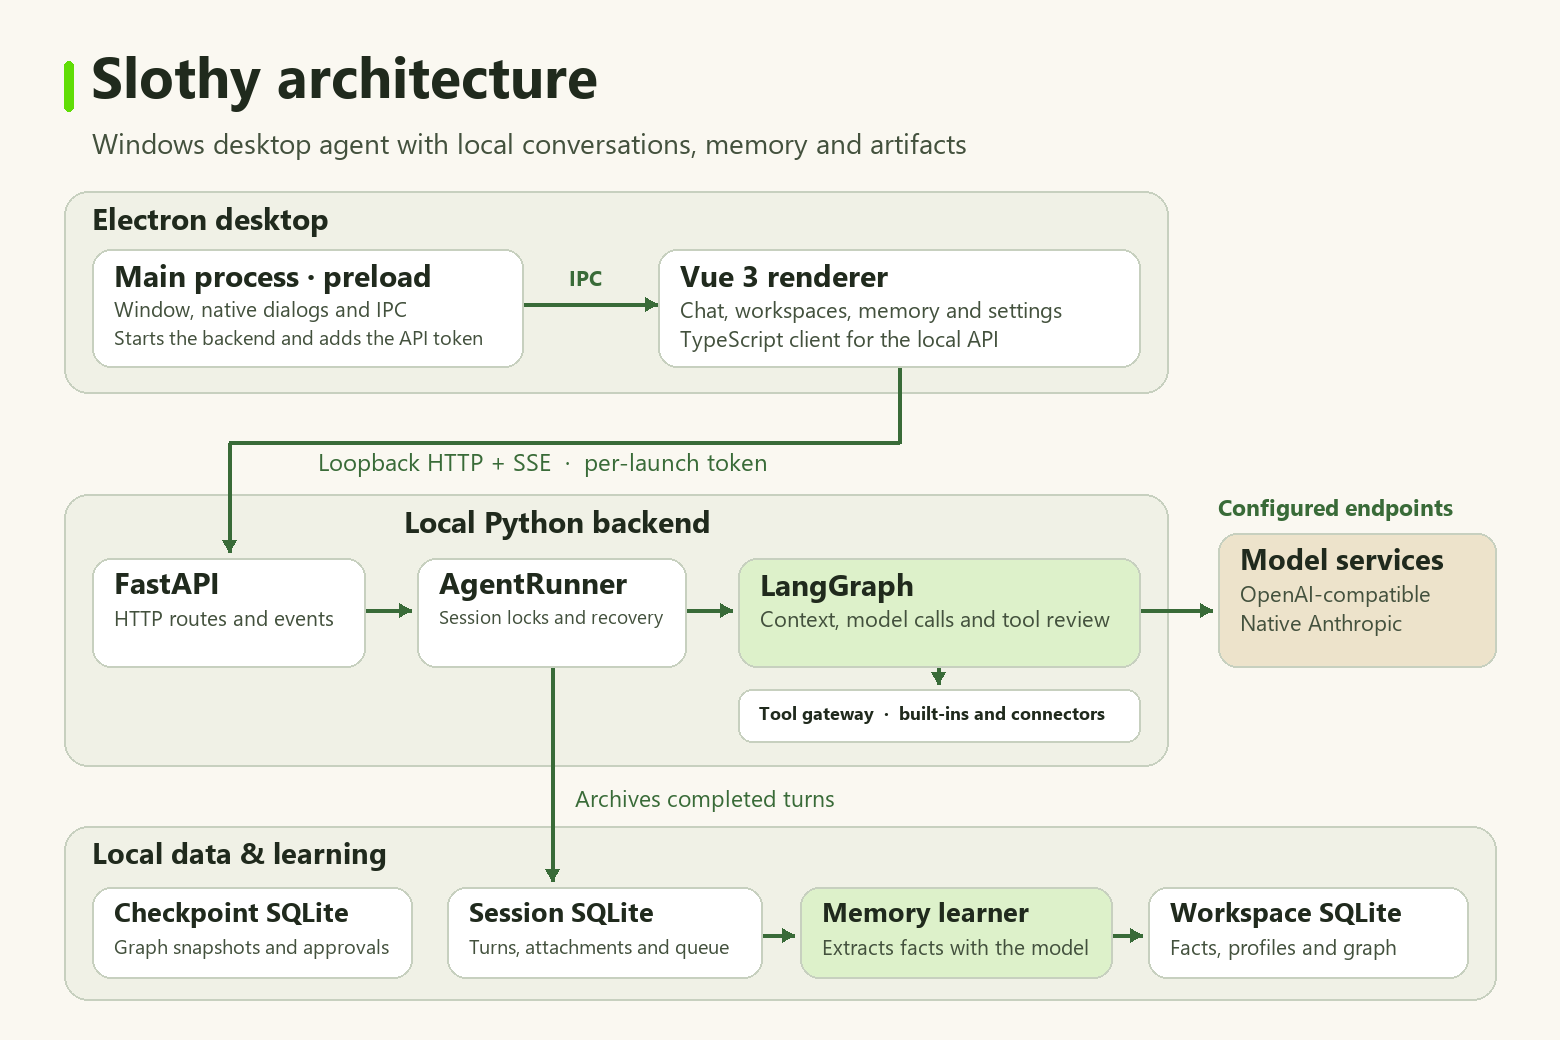 Slothy architecture
Windows desktop agent with local conversations, memory and artifacts
Electron desktop
Main process · preload
Window, native dialogs and IPC
Starts the backend and adds the API token
IPC
Vue 3 renderer
Chat, workspaces, memory and settings
TypeScript client for the local API
Loopback HTTP + SSE · per-launch token
Local Python backend
FastAPI
HTTP routes and events
AgentRunner
Session locks and recovery
LangGraph
Context, model calls and tool review
Tool gateway · built-ins and connectors
Configured endpoints
Model services
OpenAI-compatible
Native Anthropic
Archives completed turns
Local data & learning
Checkpoint SQLite
Graph snapshots and approvals
Session SQLite
Turns, attachments and queue
Memory learner
Extracts facts with the model
Workspace SQLite
Facts, profiles and graph